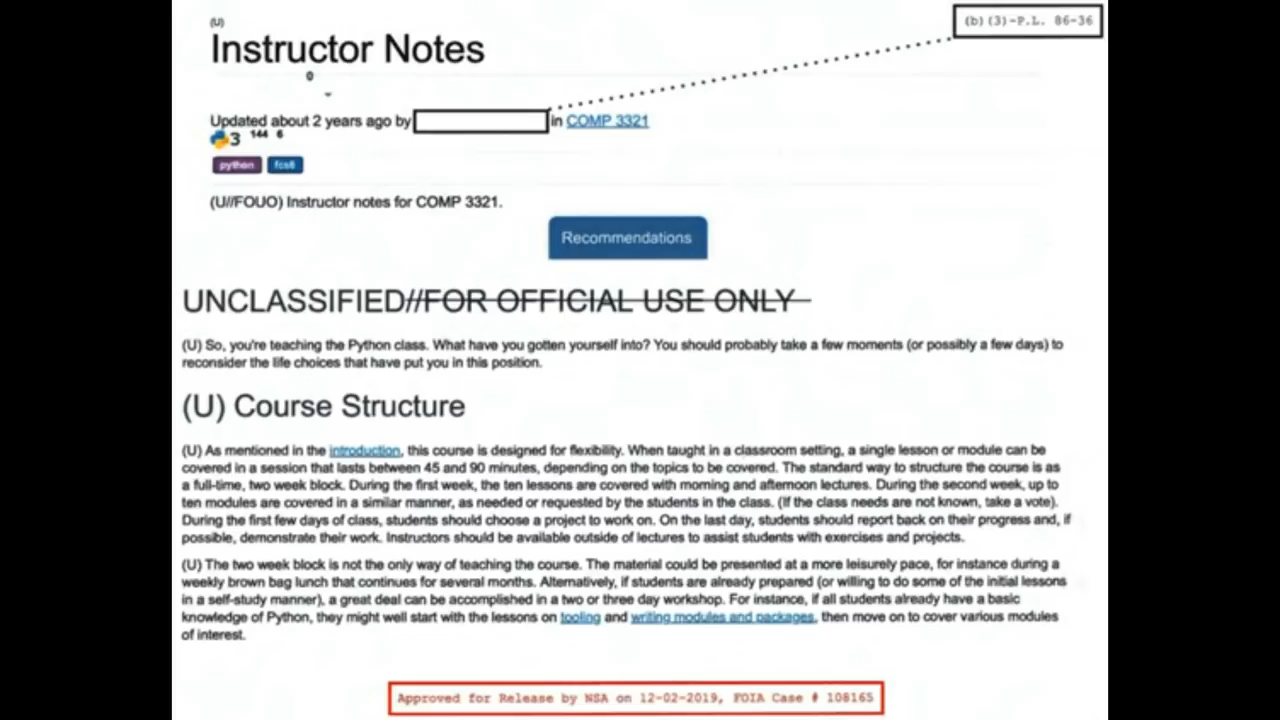 (U)
(b)(3)-P.L. 86-36
Instructor Notes
0
Updated about 2 years ago by in COMP 3321
3 144 6
python fcs6
(U//FOUO) Instructor notes for COMP 3321.
Recommendations
UNCLASSIFIED//FOR OFFICIAL USE ONLY
(U) So, you're teaching the Python class. What have you gotten yourself into? You should probably take a few moments (or possibly a few days) to
reconsider the life choices that have put you in this position.
(U) Course Structure
(U) As mentioned in the introduction, this course is designed for flexibility. When taught in a classroom setting, a single lesson or module can be
covered in a session that lasts between 45 and 90 minutes, depending on the topics to be covered. The standard way to structure the course is as
a full-time, two week block. During the first week, the ten lessons are covered with morning and afternoon lectures. During the second week, up to
ten modules are covered in a similar manner, as needed or requested by the students in the class. (If the class needs are not known, take a vote).
During the first few days of class, students should choose a project to work on. On the last day, students should report back on their progress and, if
possible, demonstrate their work. Instructors should be available outside of lectures to assist students with exercises and projects.
(U) The two week block is not the only way of teaching the course. The material could be presented at a more leisurely pace, for instance during a
weekly brown bag lunch that continues for several months. Alternatively, if students are already prepared (or willing to do some of the initial lessons
in a self-study manner), a great deal can be accomplished in a two or three day workshop. For instance, if all students already have a basic
knowledge of Python, they might well start with the lessons on tooling and writing modules and packages, then move on to cover various modules
of interest.
Approved for Release by NSA on 12-02-2019, FOIA Case # 108165